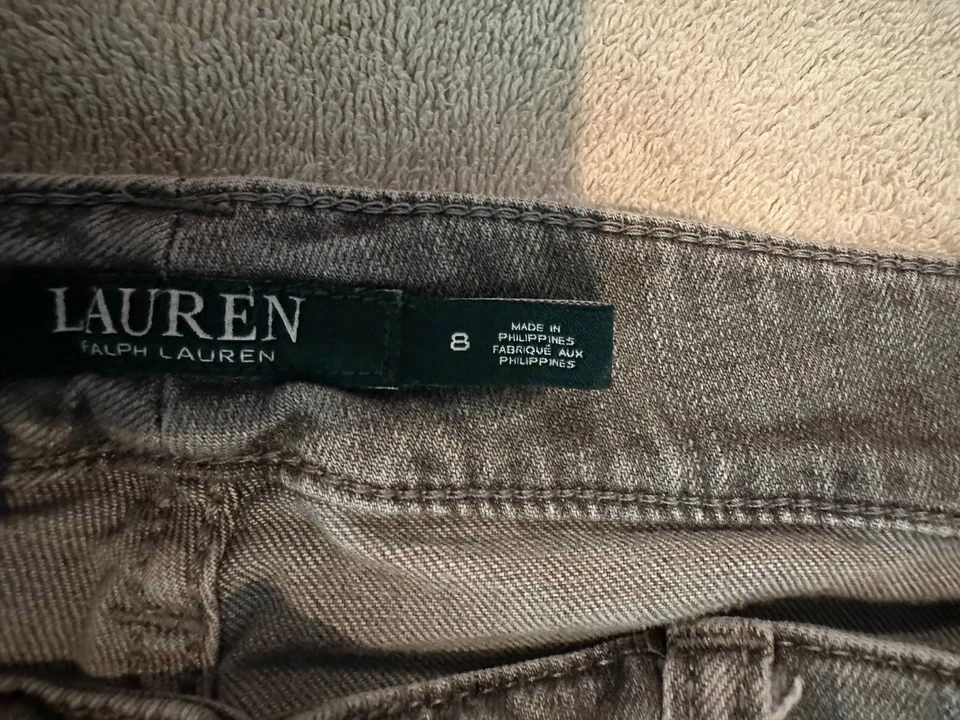 LAUREN
RALPH LAUREN
8
MADE IN
PHILIPPINES
FABRIQUÉ AUX
PHILIPPINES